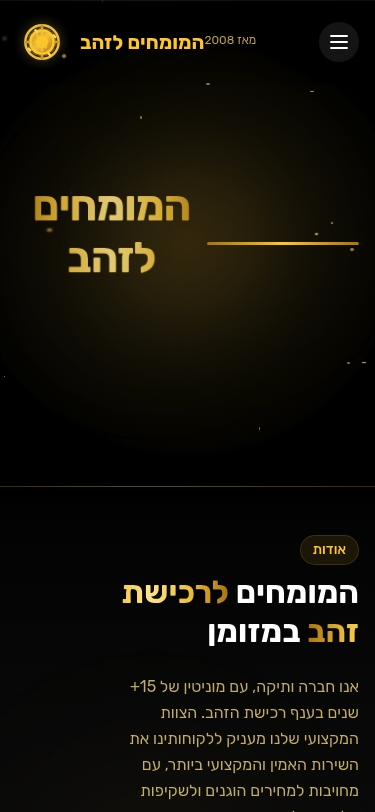 המומחים לזהב
מאז 2008
המומחים
לזהב
אודות
המומחים לרכישת
זהב במזומן
אנו חברה ותיקה, עם מוניטין של 15+
שנים בענף רכישת הזהב. הצוות
המקצועי שלנו מעניק ללקוחותינו את
השירות האמין והמקצועי ביותר, עם
מחויבות למחירים הוגנים ולשקיפות